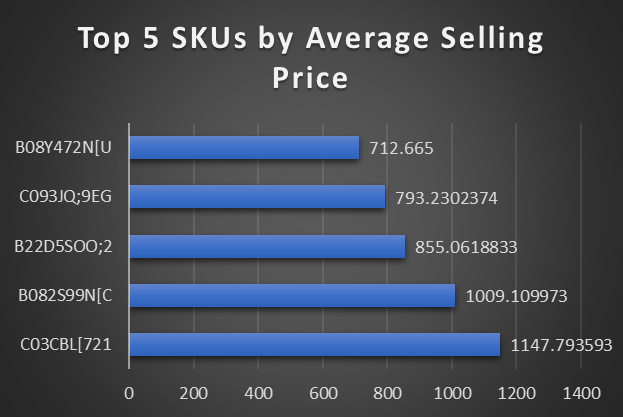 Top 5 SKUs by Average Selling
Price
B08Y472N[U 712.665
C093JQ;9EG 793.2302374
B22D5SOO;2 855.0618833
B082S99N[C 1009.109973
C03CBL[721 1147.793593
0 200 400 600 800 1000 1200 1400